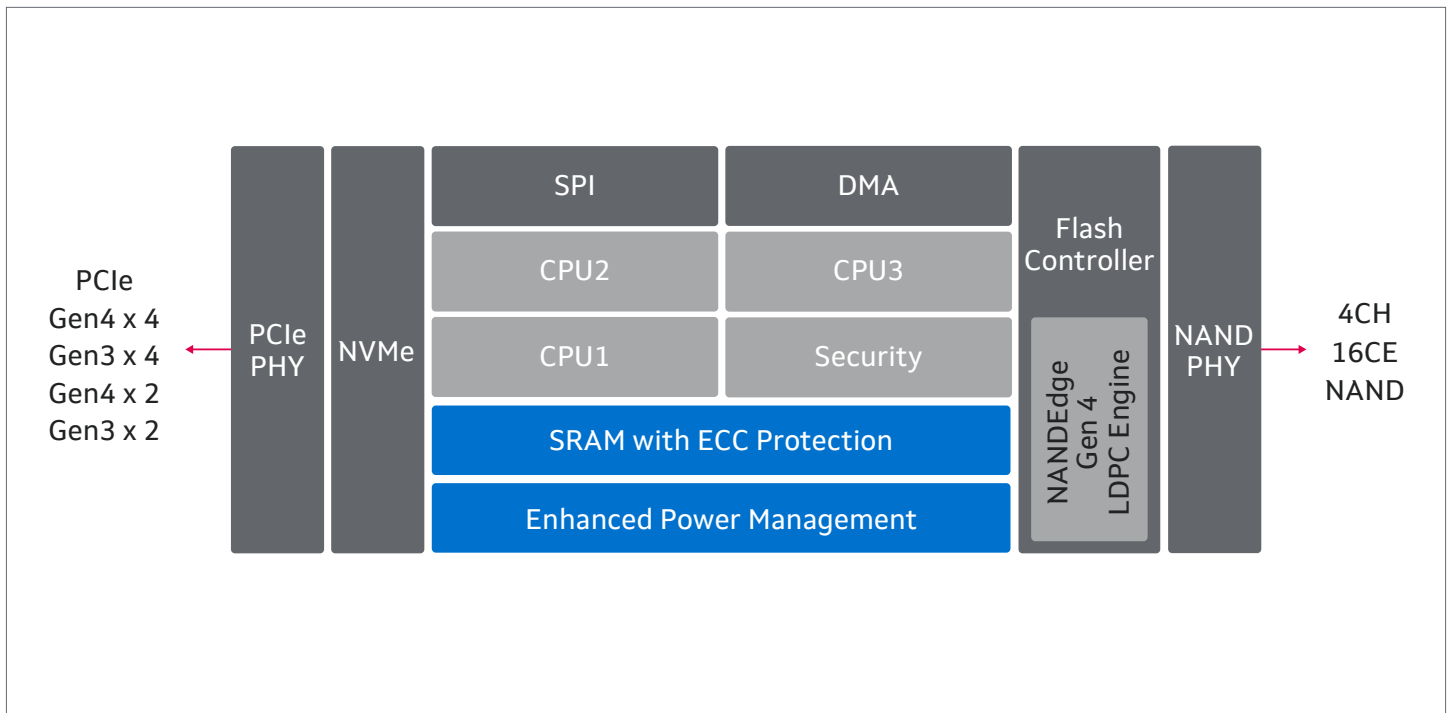 PCIe
Gen4 x 4
Gen3 x 4
Gen4 x 2
Gen3 x 2
PCIe
PHY
NVMe
SPI
DMA
CPU2
CPU3
CPU1
Security
SRAM with ECC Protection
Enhanced Power Management
Flash
Controller
NANDEdge
Gen 4
LDPC Engine
NAND
PHY
4CH
16CE
NAND